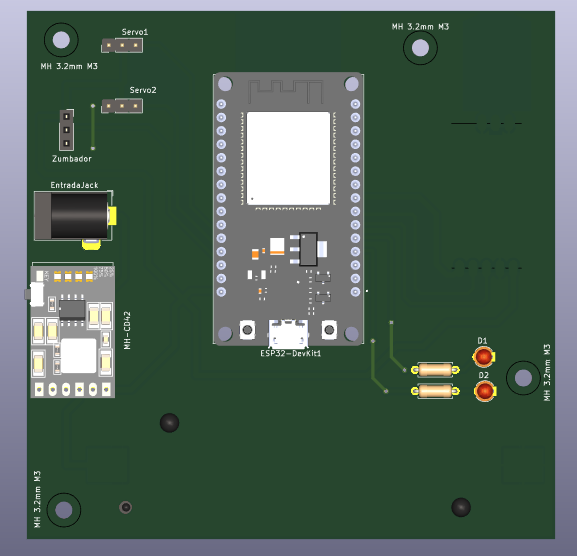 Servo1
MH 3.2mm M3
MH 3.2mm M3
Servo2
Zumbador
EntradaJack
KEY
MH-CD42
ESP32-DevKit1
D1
D2
MH 3.2mm M3
MH 3.2mm M3